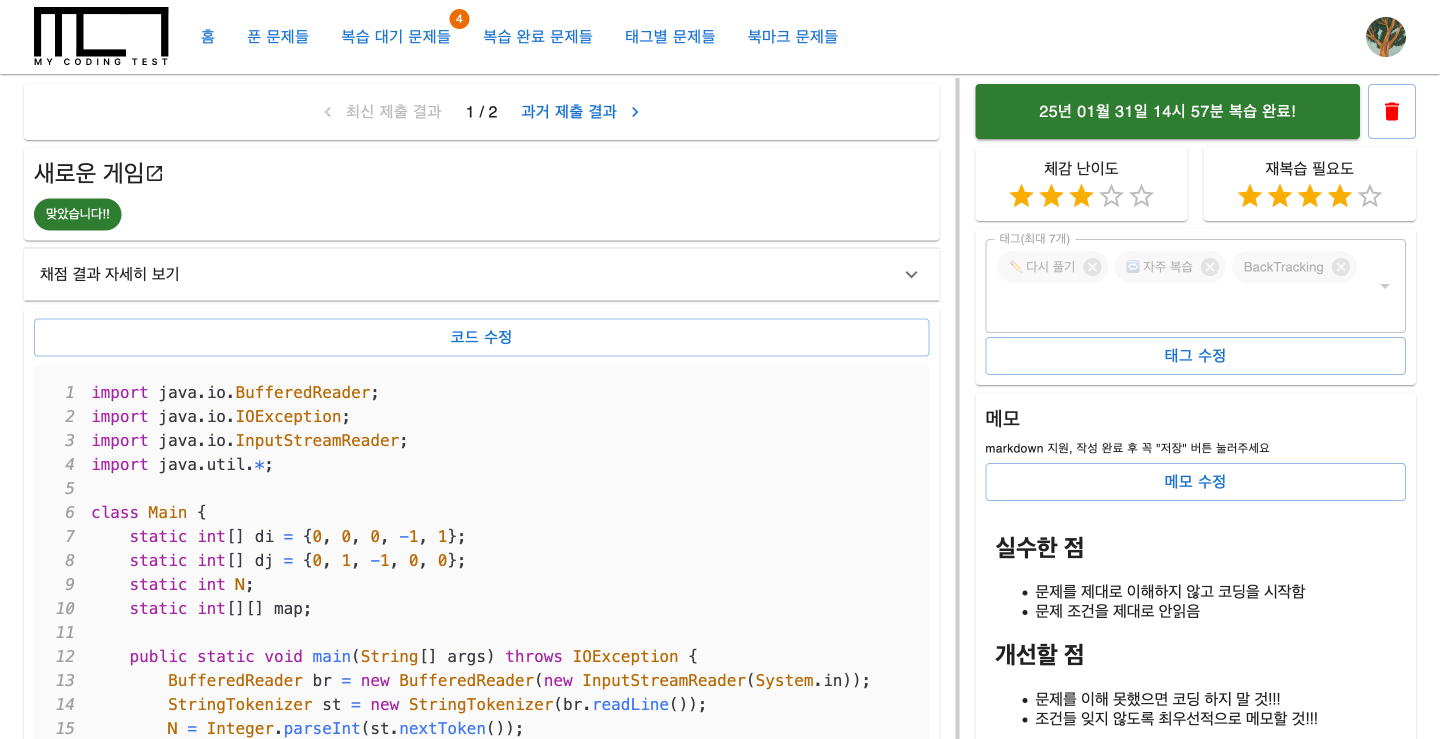 MY CODING TEST
홈 푼 문제들 복습 대기 문제들 4 복습 완료 문제들 태그별 문제들 북마크 문제들
최신 제출 결과 1 / 2 과거 제출 결과
새로운 게임
맞았습니다!!
채점 결과 자세히 보기
코드 수정
1 import java.io.BufferedReader;
2 import java.io.IOException;
3 import java.io.InputStreamReader;
4 import java.util.*;
5
6 class Main {
7     static int[] di = {0, 0, 0, -1, 1};
8     static int[] dj = {0, 1, -1, 0, 0};
9     static int N;
10     static int[][] map;
11
12     public static void main(String[] args) throws IOException {
13         BufferedReader br = new BufferedReader(new InputStreamReader(System.in));
14         StringTokenizer st = new StringTokenizer(br.readLine());
15         N = Integer.parseInt(st.nextToken());
25년 01월 31일 14시 57분 복습 완료!
체감 난이도
재복습 필요도
태그(최대 7개)
다시 풀기 자주 복습 BackTracking
태그 수정
메모
markdown 지원, 작성 완료 후 꼭 "저장" 버튼 눌러주세요
메모 수정
실수한 점
• 문제를 제대로 이해하지 않고 코딩을 시작함
• 문제 조건을 제대로 안읽음
개선할 점
• 문제를 이해 못했으면 코딩 하지 말 것!!!
• 조건들 잊지 않도록 최우선적으로 메모할 것!!!